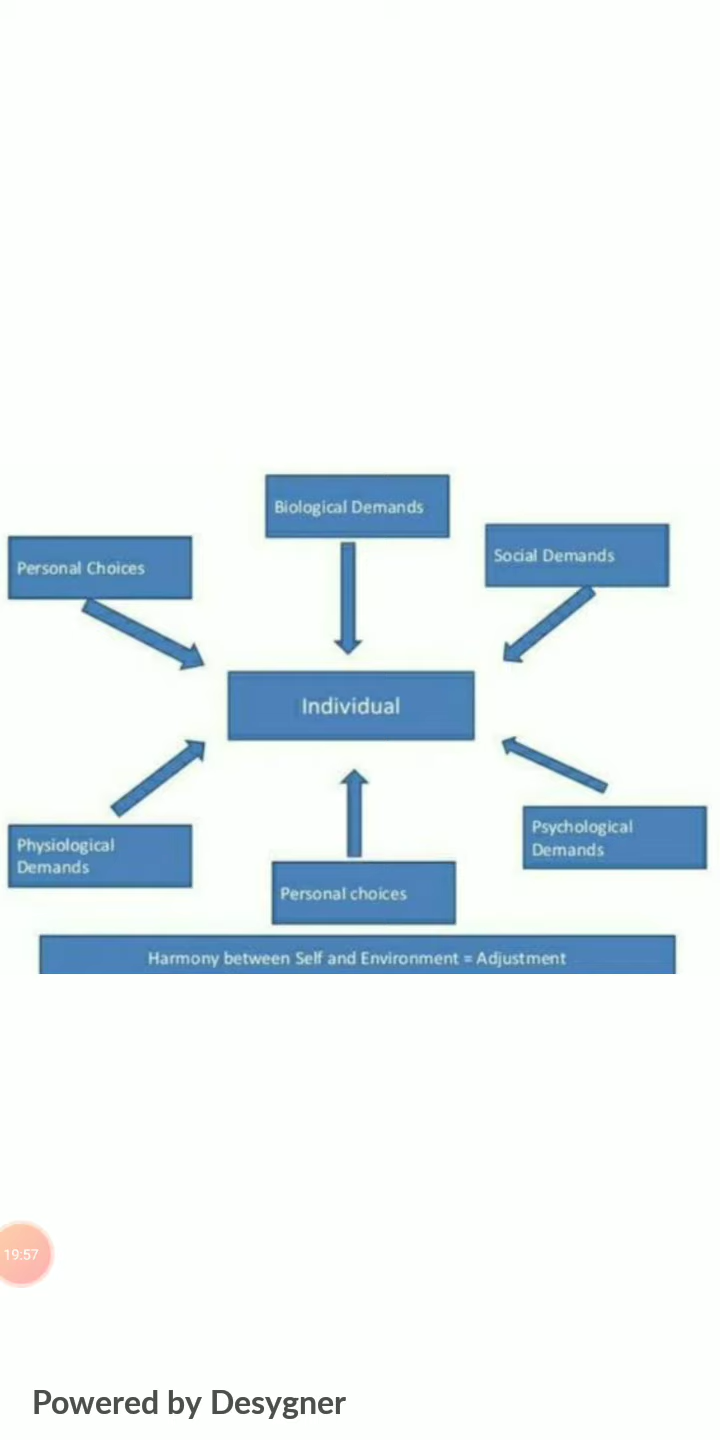 Biological Demands
Social Demands
Personal Choices
Individual
Psychological
Demands
Physiological
Demands
Personal choices
Harmony between Self and Environment = Adjustment
19:57
Powered by Desygner